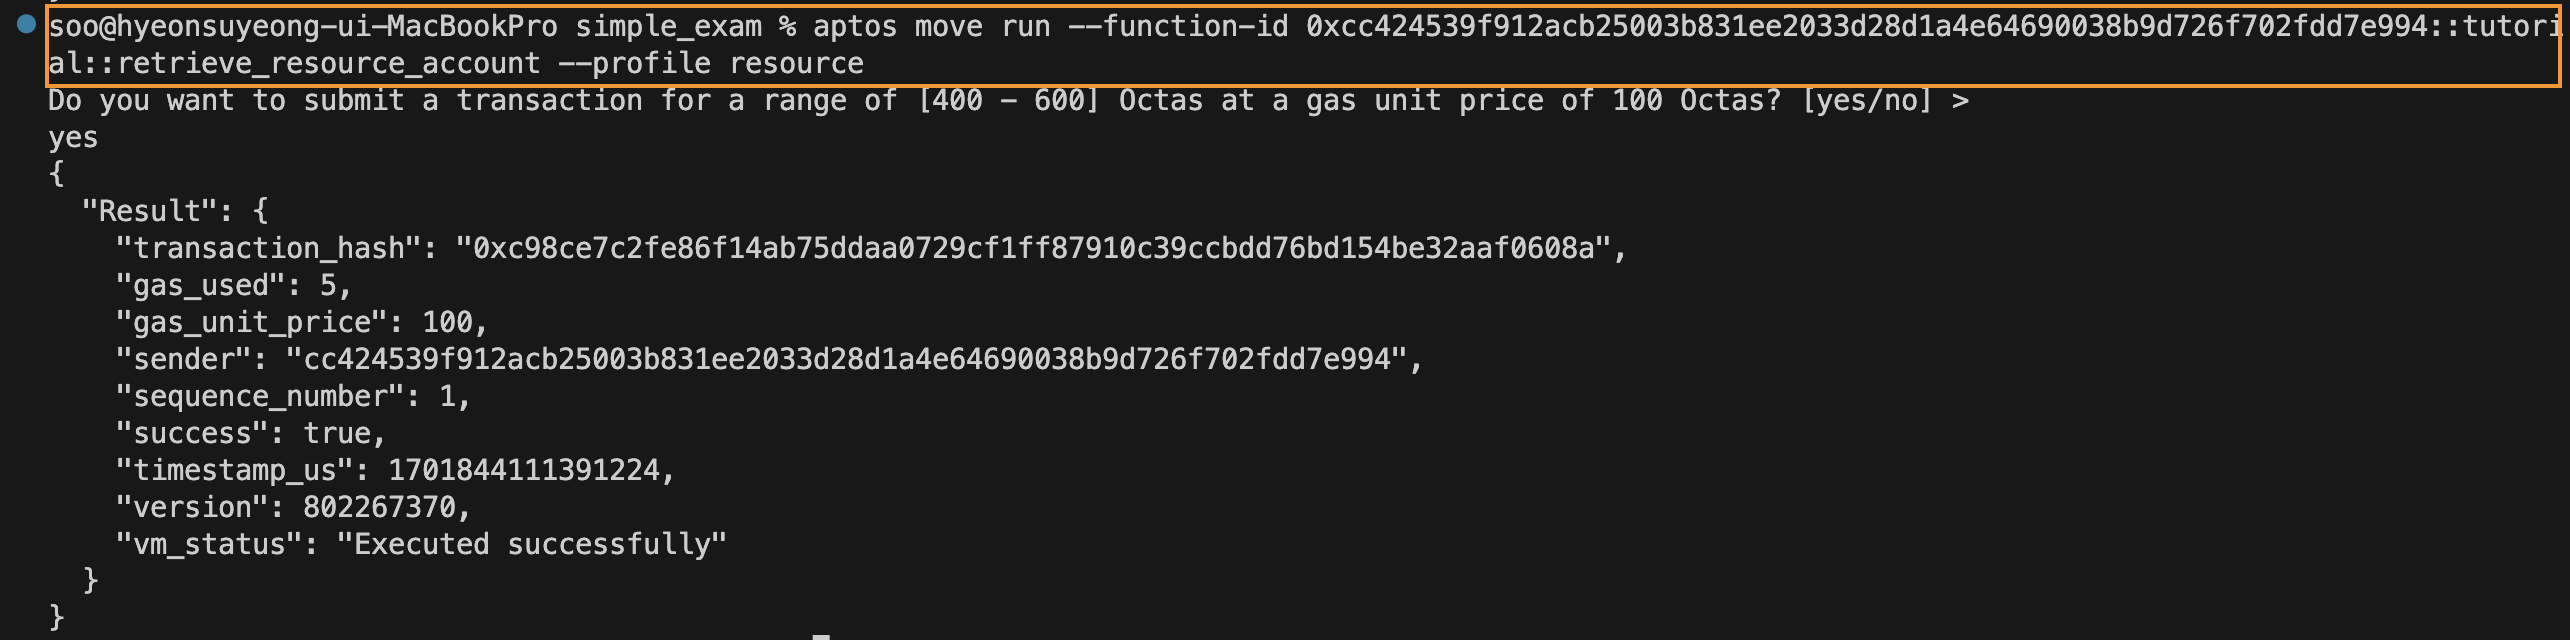 soo@hyeonsuyeong-ui-MacBookPro simple_exam % aptos move run --function-id 0xcc424539f912acb25003b831ee2033d28d1a4e64690038b9d726f702fdd7e994::tutori
al::retrieve_resource_account --profile resource
Do you want to submit a transaction for a range of [400 - 600] Octas at a gas unit price of 100 Octas? [yes/no] >
yes
{
  "Result": {
    "transaction_hash": "0xc98ce7c2fe86f14ab75ddaa0729cf1ff87910c39ccbdd76bd154be32aaf0608a",
    "gas_used": 5,
    "gas_unit_price": 100,
    "sender": "cc424539f912acb25003b831ee2033d28d1a4e64690038b9d726f702fdd7e994",
    "sequence_number": 1,
    "success": true,
    "timestamp_us": 1701844111391224,
    "version": 802267370,
    "vm_status": "Executed successfully"
  }
}